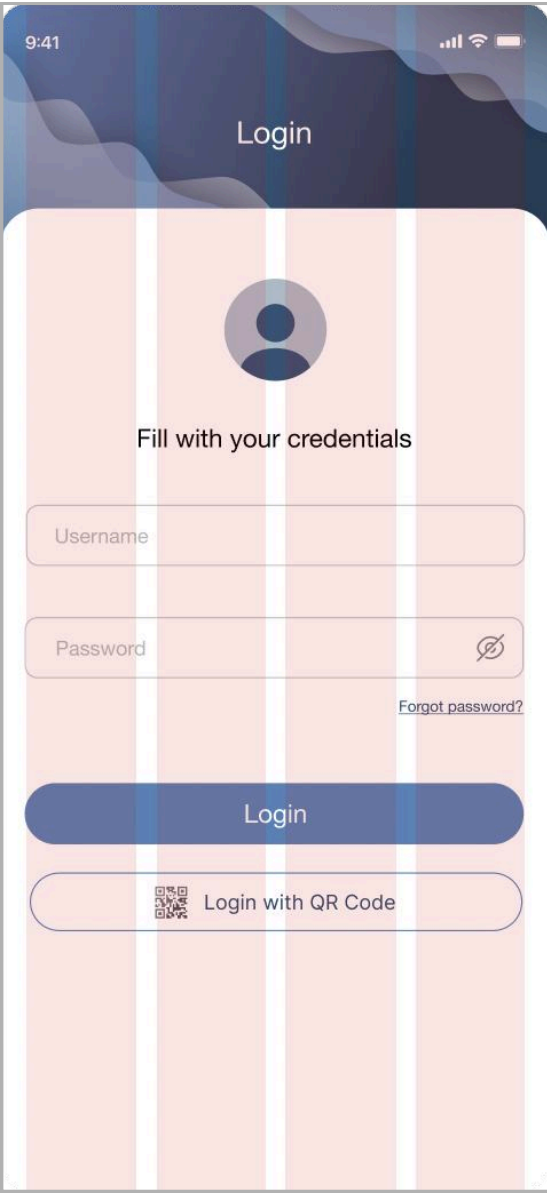 9:41
Login
Fill with your credentials
Username
Password
Forgot password?
Login
Login with QR Code